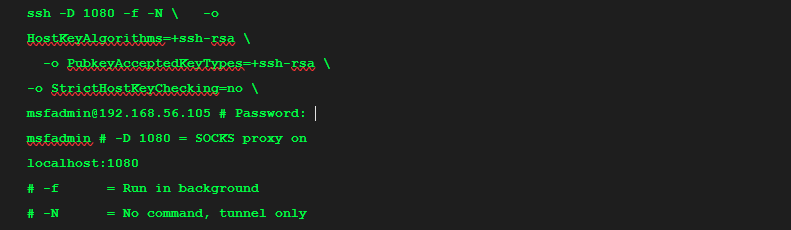 ssh -D 1080 -f -N \   -o
HostKeyAlgorithms=+ssh-rsa \
  -o PubkeyAcceptedKeyTypes=+ssh-rsa \
-o StrictHostKeyChecking=no \
msfadmin@192.168.56.105 # Password:
msfadmin # -D 1080 = SOCKS proxy on
localhost:1080
# -f      = Run in background
# -N      = No command, tunnel only